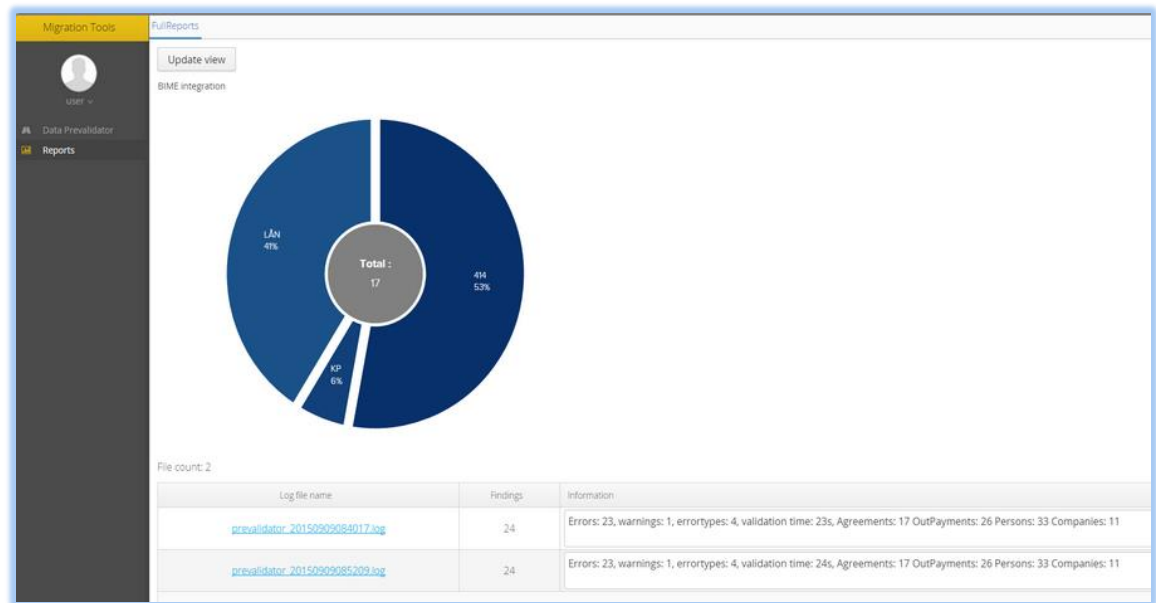 Migration Tools
FullReports
user
Data Prevalidator
Reports
Update view
BIME integration
LÅN
41%
Total :
17
414
53%
KP
6%
File count: 2
Log file name Findings Information
prevalidator_20150909084017.log 24 Errors: 23, warnings: 1, errortypes: 4, validation time: 23s, Agreements: 17 OutPayments: 26 Persons: 33 Companies: 11
prevalidator_20150909085209.log 24 Errors: 23, warnings: 1, errortypes: 4, validation time: 24s, Agreements: 17 OutPayments: 26 Persons: 33 Companies: 11